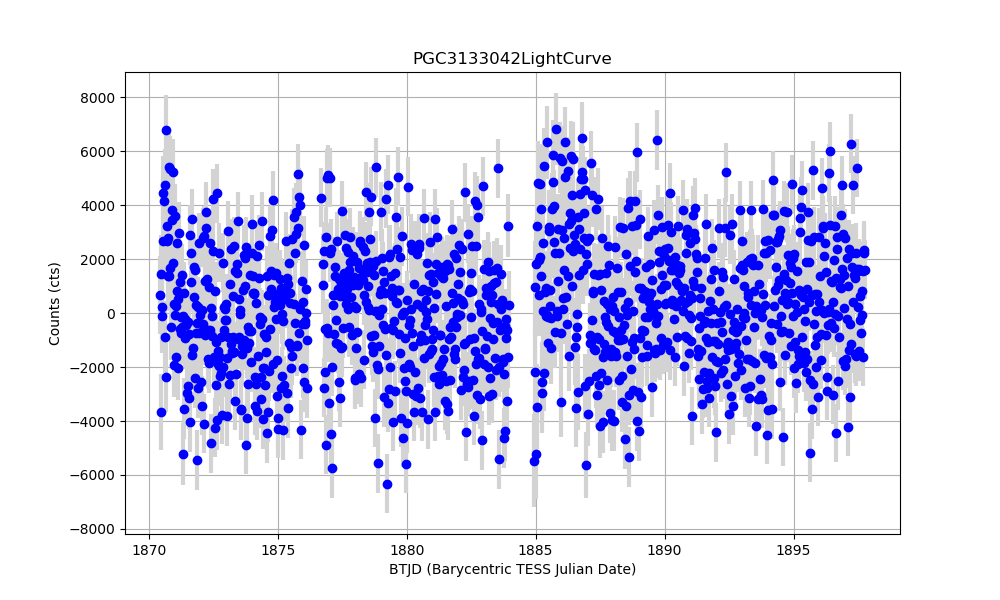 PGC3133042LightCurve
8000
6000
4000
2000
0
−2000
−4000
−6000
−8000
Counts (cts)
1870 1875 1880 1885 1890 1895
BTJD (Barycentric TESS Julian Date)